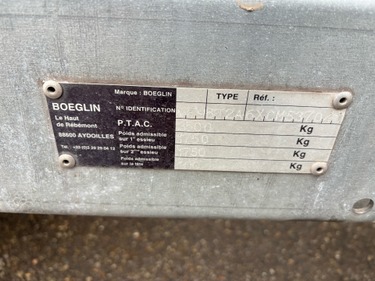 Marque : BOEGLIN TYPE Réf. :
BOEGLIN
N° IDENTIFICATION
Le Haut
de Rébémont
P.T.A.C. Kg
88600 AYDOILLES
Poids admissible
sur 1er essieu Kg
Poids admissible
sur 2ème essieu Kg
Poids admissible
sur la tête Kg